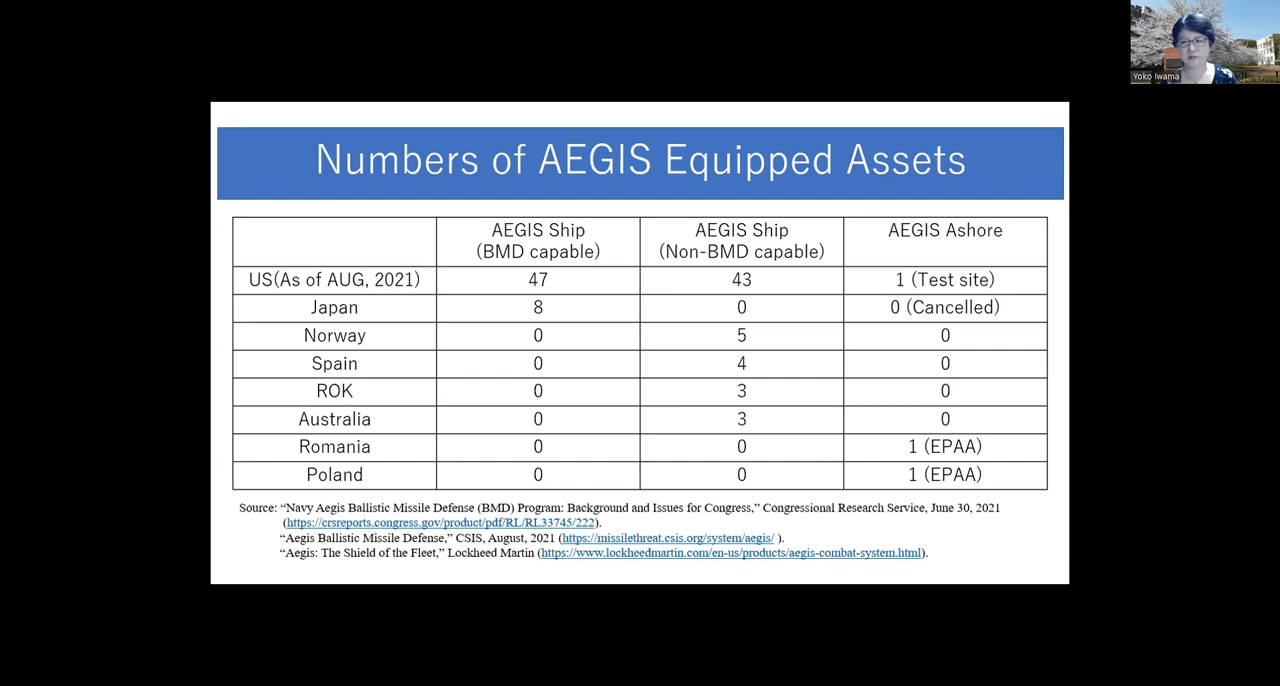 Yoko Iwama
Numbers of AEGIS Equipped Assets
AEGIS Ship (BMD capable) AEGIS Ship (Non-BMD capable) AEGIS Ashore
US(As of AUG, 2021) 47 43 1 (Test site)
Japan 8 0 0 (Cancelled)
Norway 0 5 0
Spain 0 4 0
ROK 0 3 0
Australia 0 3 0
Romania 0 0 1 (EPAA)
Poland 0 0 1 (EPAA)
Source: “Navy Aegis Ballistic Missile Defense (BMD) Program: Background and Issues for Congress,” Congressional Research Service, June 30, 2021
(https://crsreports.congress.gov/product/pdf/RL/RL33745/222).
“Aegis Ballistic Missile Defense,” CSIS, August, 2021 (https://missilethreat.csis.org/system/aegis/ ).
“Aegis: The Shield of the Fleet,” Lockheed Martin (https://www.lockheedmartin.com/en-us/products/aegis-combat-system.html).